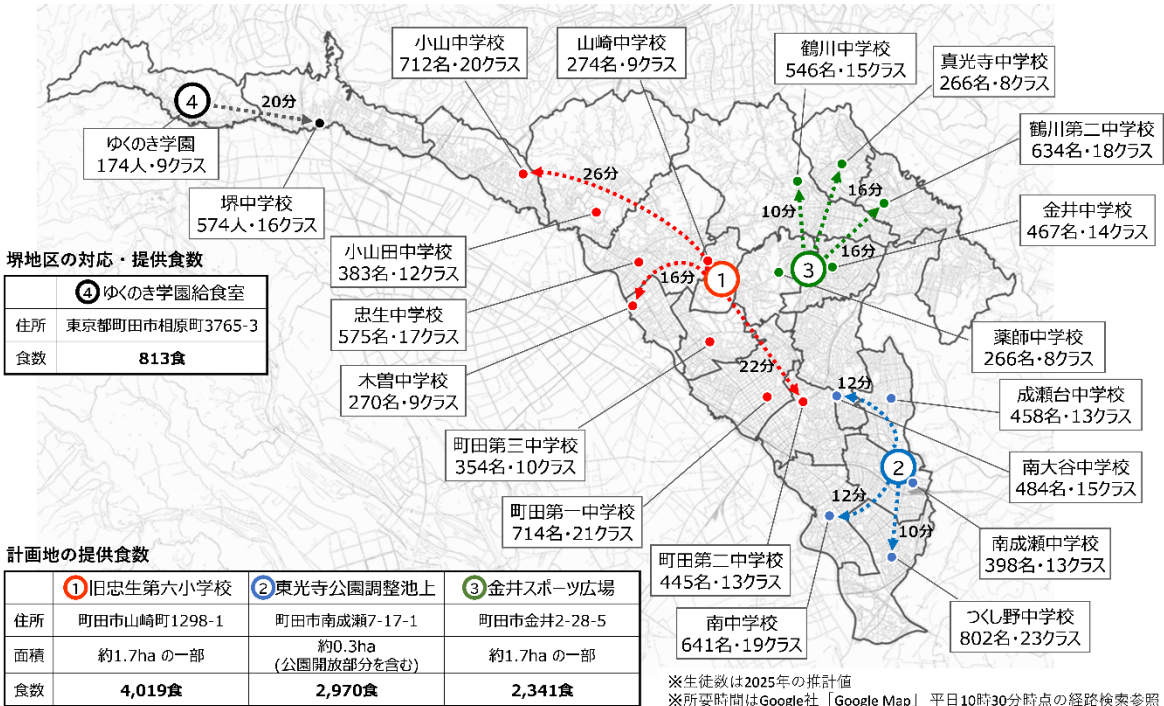 小山中学校
712名・20クラス
山崎中学校
274名・9クラス
鶴川中学校
546名・15クラス
真光寺中学校
266名・8クラス
④
20分
ゆくのき学園
174人・9クラス
堺中学校
574人・16クラス
鶴川第二中学校
634名・18クラス
26分
10分
16分
16分
金井中学校
467名・14クラス
小山田中学校
383名・12クラス
16分
①
③
堺地区の対応・提供食数
④ゆくのき学園給食室
住所 東京都町田市相原町3765-3
食数 813食
忠生中学校
575名・17クラス
薬師中学校
266名・8クラス
木曽中学校
270名・9クラス
22分
12分
成瀬台中学校
458名・13クラス
町田第三中学校
354名・10クラス
②
南大谷中学校
484名・15クラス
町田第一中学校
714名・21クラス
12分
10分
南成瀬中学校
398名・13クラス
町田第二中学校
445名・13クラス
つくし野中学校
802名・23クラス
南中学校
641名・19クラス
計画地の提供食数
①旧忠生第六小学校 ②東光寺公園調整池上 ③金井スポーツ広場
住所 町田市山崎町1298-1 町田市南成瀬7-17-1 町田市金井2-28-5
面積 約1.7ha の一部 約0.3ha (公園開放部分を含む) 約1.7ha の一部
食数 4,019食 2,970食 2,341食
※生徒数は2025年の推計値
※所要時間はGoogle社「Google Map」 平日10時30分時点の経路検索参照